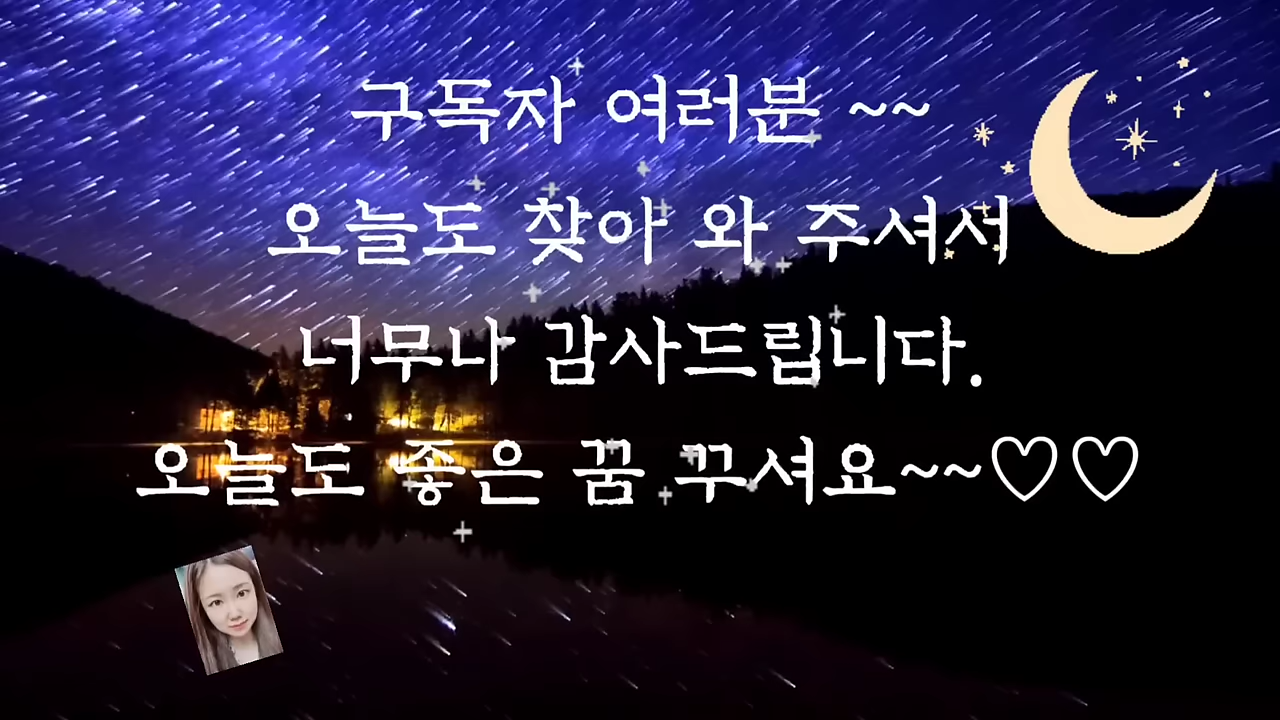 구독자 여러분 ~~
오늘도 찾아 와 주셔서
너무나 감사드립니다.
오늘도 좋은 꿈 꾸셔요~~♡♡